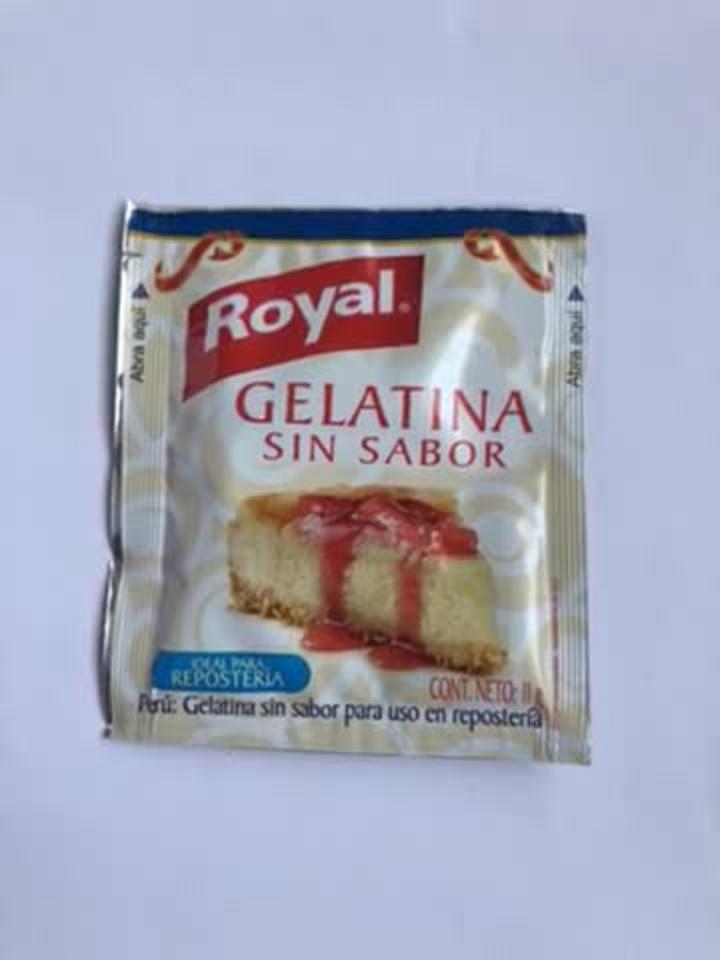 Royal®
GELATINA
SIN SABOR
Abra aquí
Abra aquí
IDEAL PARA
REPOSTERÍA
CONT. NETO: 11 g
Perú: Gelatina sin sabor para uso en repostería